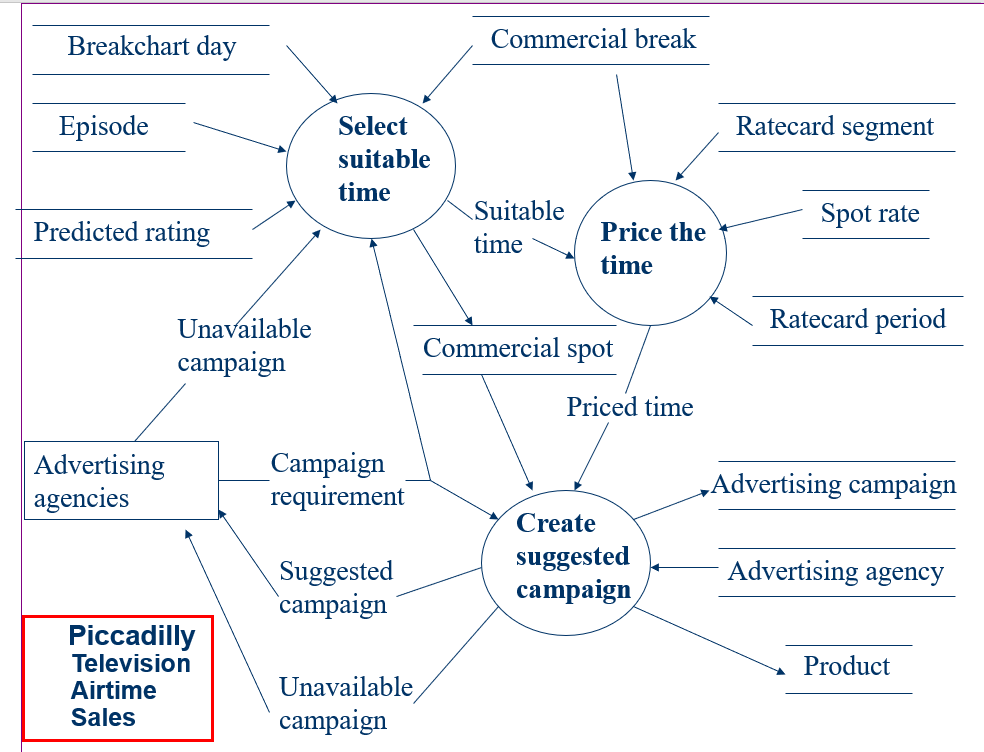 Breakchart day
Commercial break
Episode
Select
suitable
time
Ratecard segment
Predicted rating
Suitable
time
Price the
time
Spot rate
Ratecard period
Unavailable
campaign
Commercial spot
Priced time
Advertising
agencies
Campaign
requirement
Advertising campaign
Create
suggested
campaign
Suggested
campaign
Advertising agency
Piccadilly
Television
Airtime
Sales
Unavailable
campaign
Product